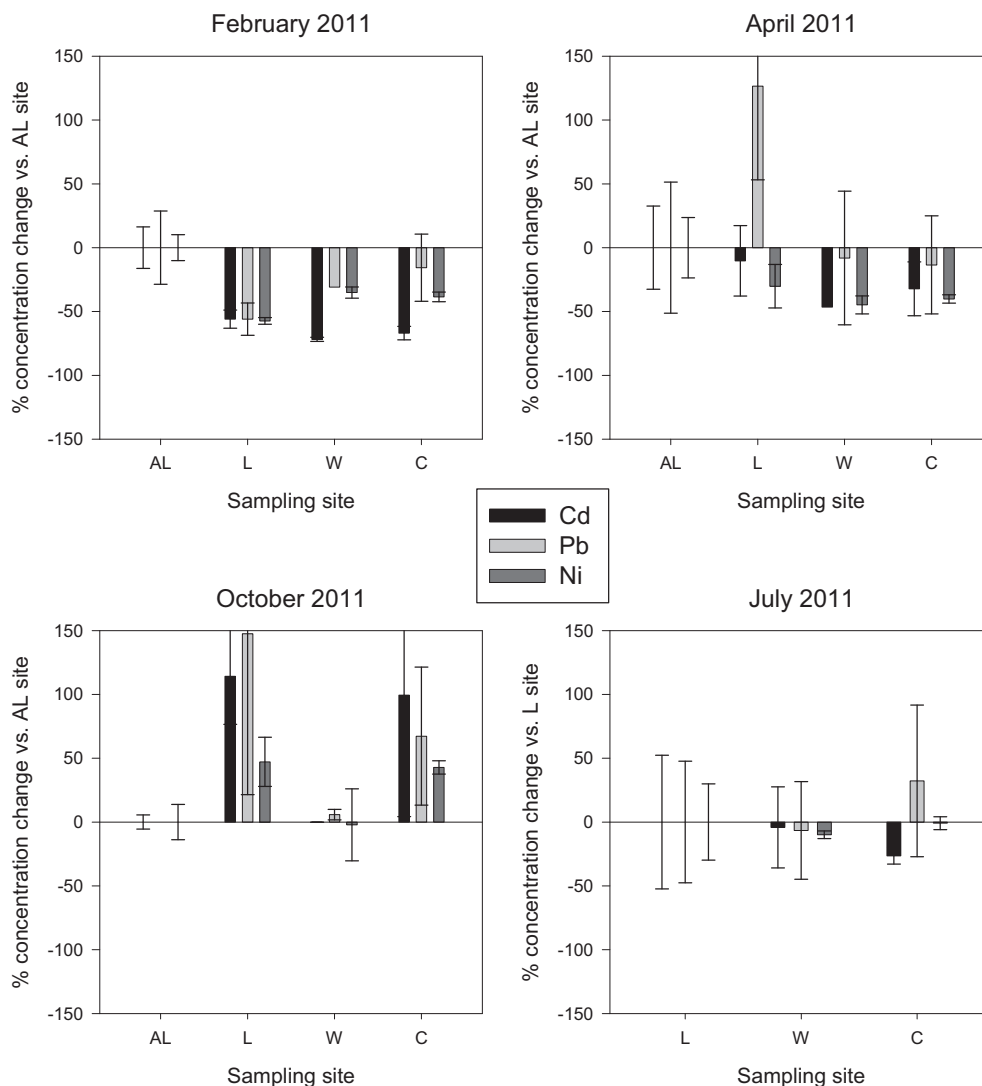 February 2011
% concentration change vs. AL site
150
100
50
0
-50
-100
-150
AL L W C
Sampling site
April 2011
% concentration change vs. AL site
150
100
50
0
-50
-100
-150
AL L W C
Sampling site
Cd
Pb
Ni
October 2011
% concentration change vs. AL site
150
100
50
0
-50
-100
-150
AL L W C
Sampling site
July 2011
% concentration change vs. L site
150
100
50
0
-50
-100
-150
L W C
Sampling site